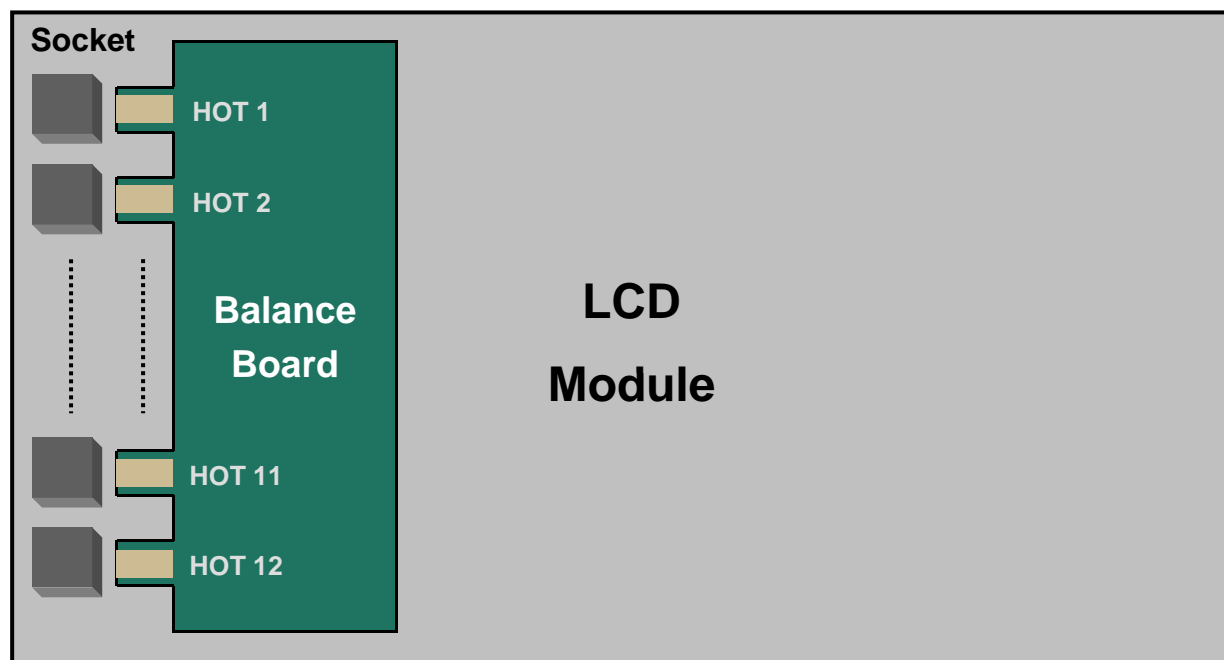 Socket
HOT 1
HOT 2
Balance
Board
LCD
Module
HOT 11
HOT 12